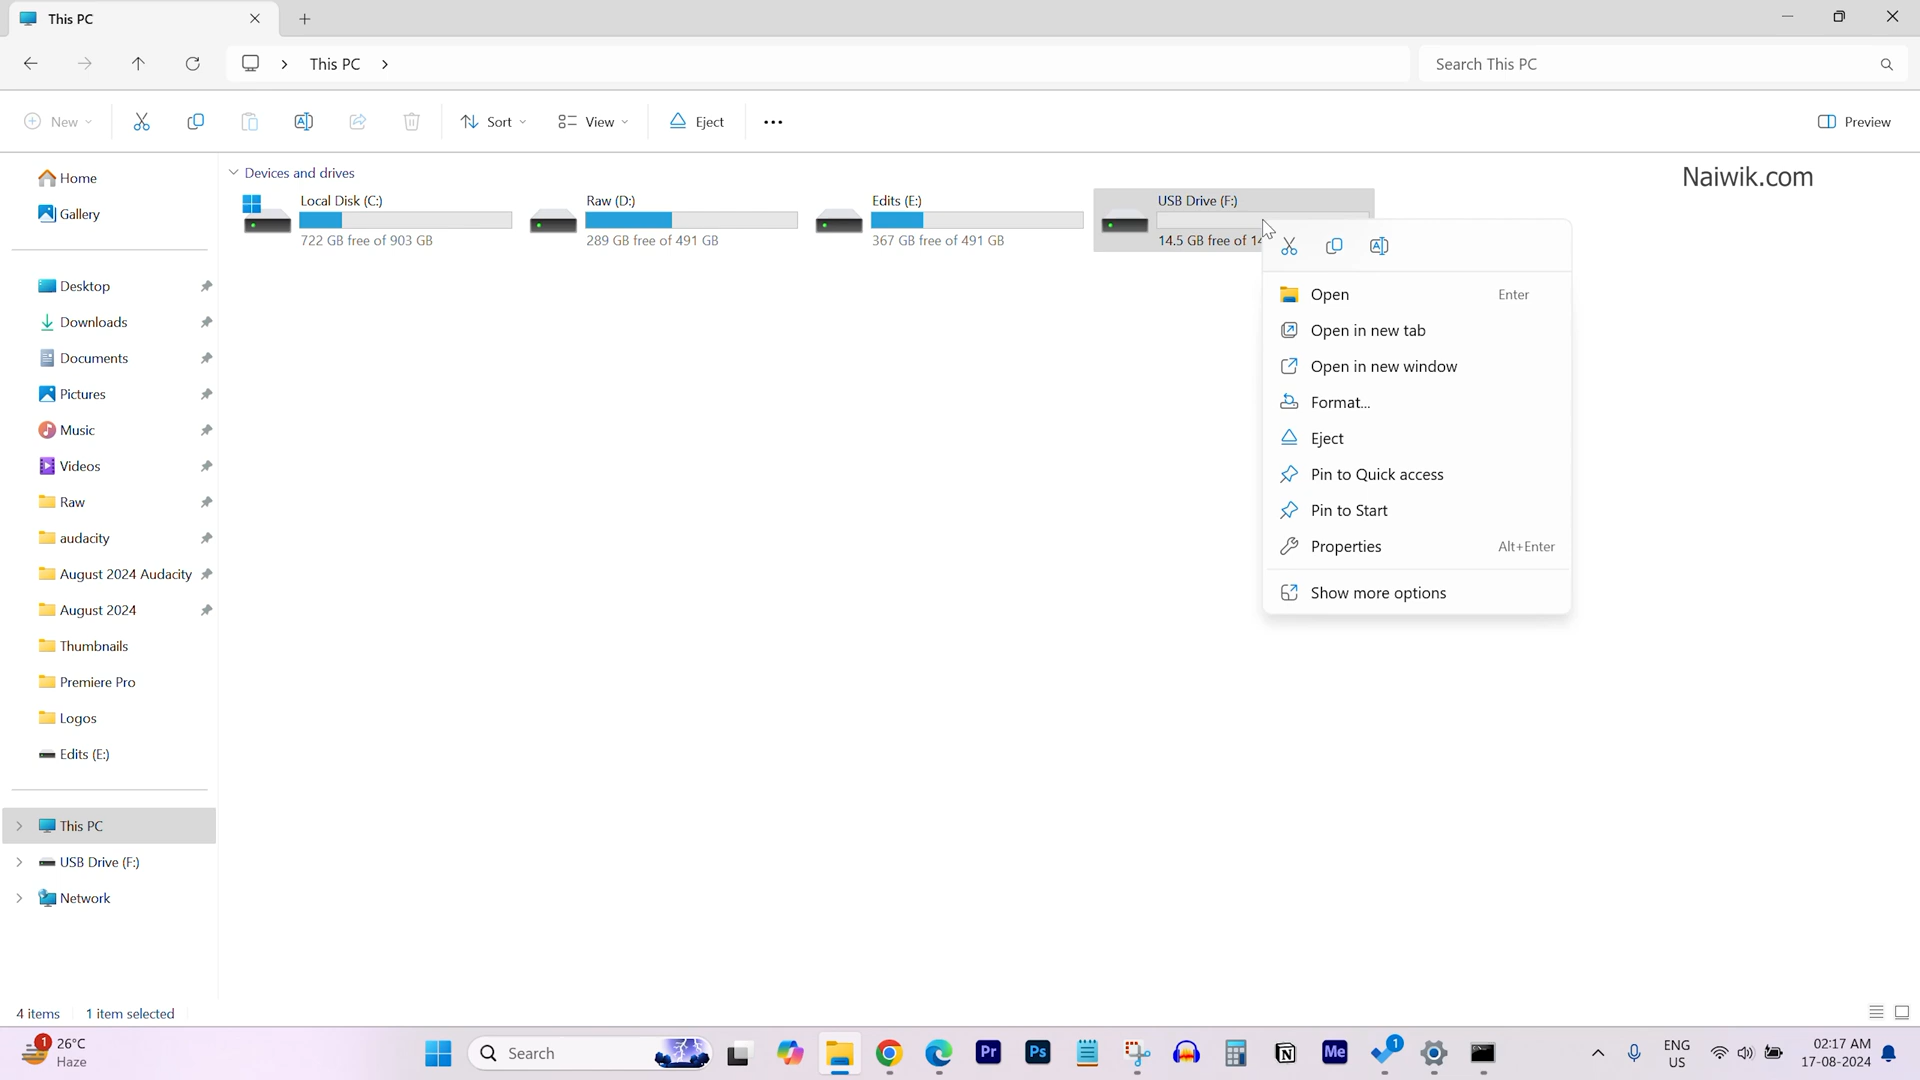 This PC
This PC
Search This PC
New
Sort
View
Eject
Preview
Home
Gallery
Desktop
Downloads
Documents
Pictures
Music
Videos
Raw
audacity
August 2024 Audacity
August 2024
Thumbnails
Premiere Pro
Logos
Edits (E:)
This PC
USB Drive (F:)
Network
Devices and drives
Local Disk (C:)
722 GB free of 903 GB
Raw (D:)
289 GB free of 491 GB
Edits (E:)
367 GB free of 491 GB
USB Drive (F:)
14.5 GB free of
Naiwik.com
Open Enter
Open in new tab
Open in new window
Format...
Eject
Pin to Quick access
Pin to Start
Properties Alt+Enter
Show more options
4 items 1 item selected
1
26°C
Haze
Search
Pr
Ps
Me
1
ENG
US
02:17 AM
17-08-2024